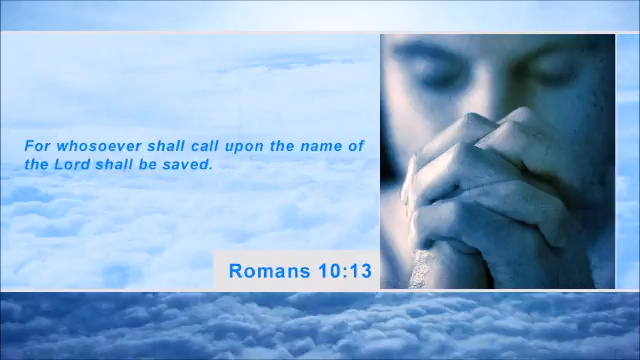 For whosoever shall call upon the name of
the Lord shall be saved.
Romans 10:13